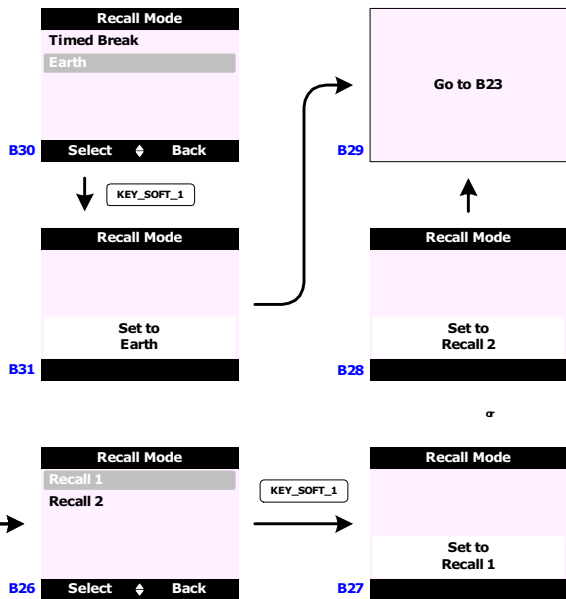 Recall Mode
Timed Break
Earth
B30
Select
Back
KEY_SOFT_1
Go to B23
B29
Recall Mode
Set to
Earth
B31
Recall Mode
Set to
Recall 2
B28
or
Recall Mode
Recall 1
Recall 2
B26
Select
Back
KEY_SOFT_1
Recall Mode
Set to
Recall 1
B27